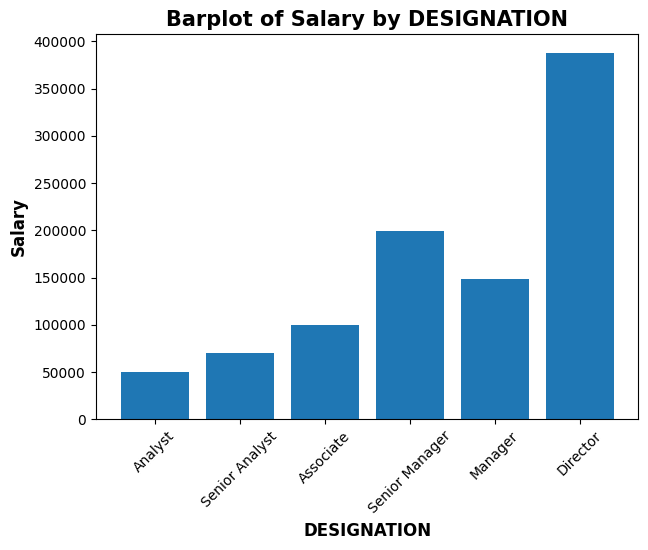 Barplot of Salary by DESIGNATION
400000
350000
300000
250000
200000
150000
100000
50000
0
Salary
Analyst
Senior Analyst
Associate
Senior Manager
Manager
Director
DESIGNATION